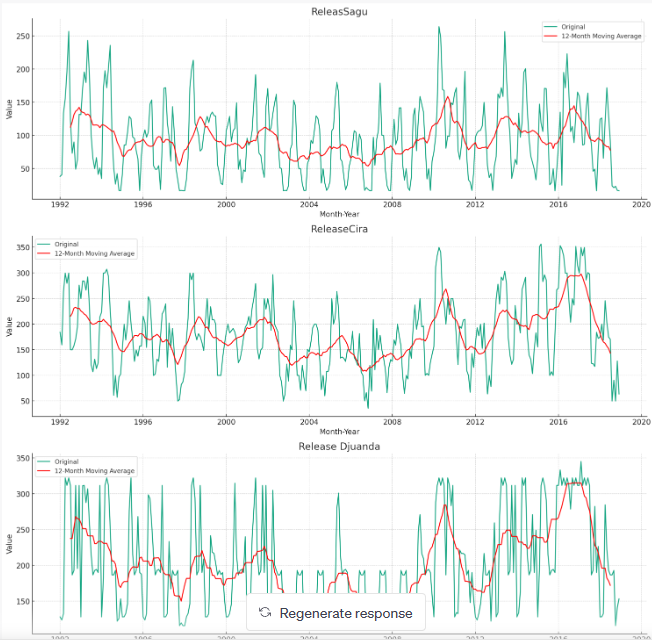 ReleasSagu
Original
12-Month Moving Average
250
200
150
100
50
Value
1992 1996 2000 2004 2008 2012 2016 2020
Month-Year
ReleaseCira
Original
12-Month Moving Average
350
300
250
200
150
100
50
Value
1992 1996 2000 2004 2008 2012 2016 2020
Month-Year
Release Djuanda
Original
12-Month Moving Average
350
300
250
200
150
Value
Regenerate response